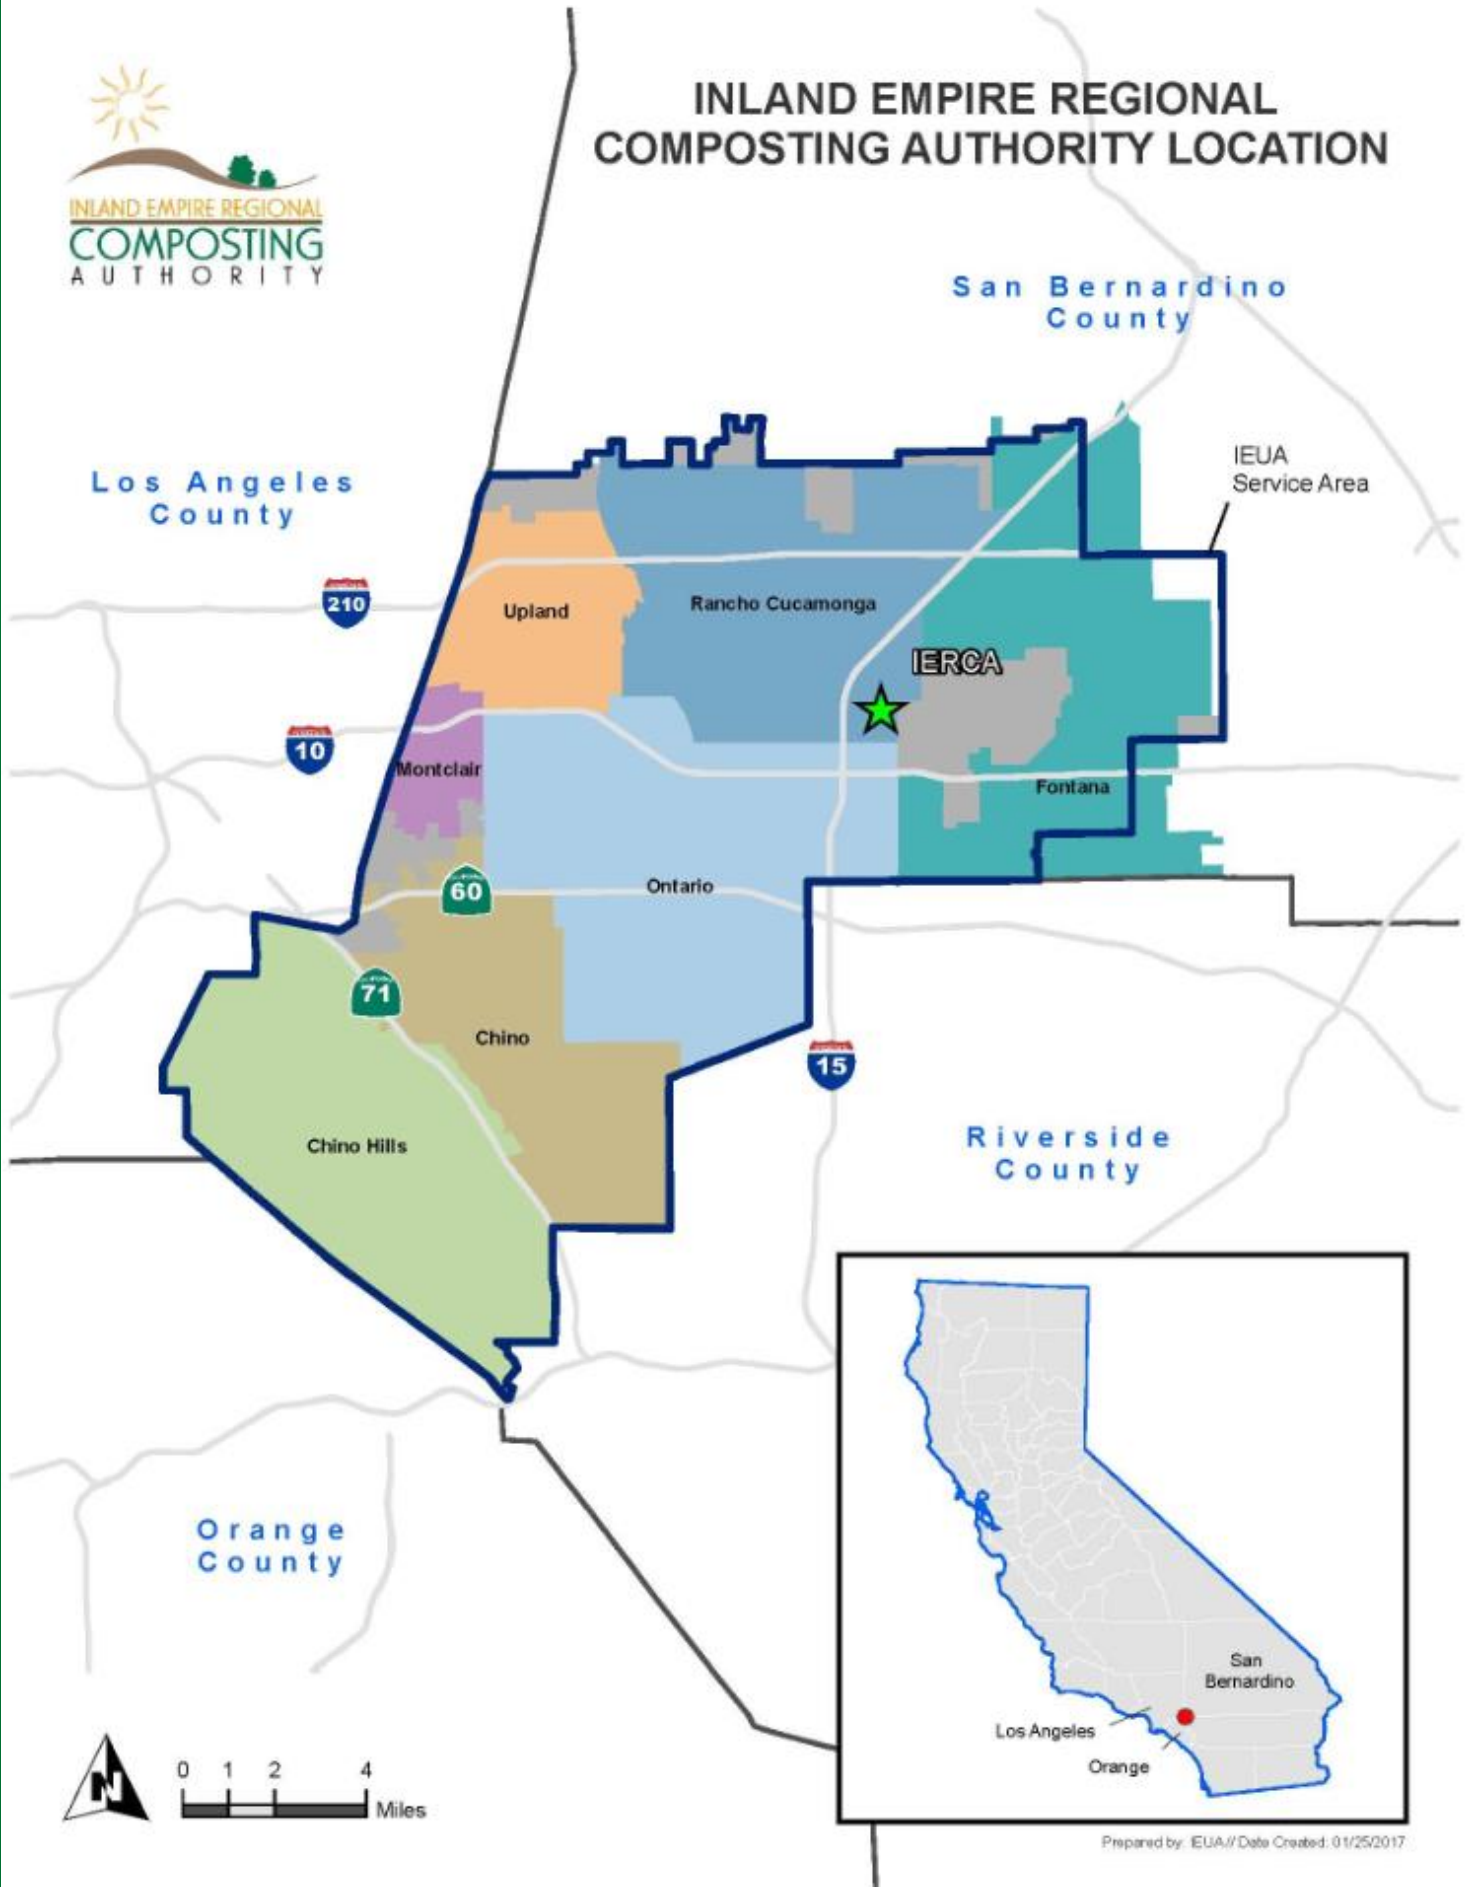 INLAND EMPIRE REGIONAL
COMPOSTING AUTHORITY LOCATION
INLAND EMPIRE REGIONAL
COMPOSTING
AUTHORITY
San Bernardino
County
IEUA
Service Area
Los Angeles
County
210
Upland
Rancho Cucamonga
IERCA
10
Montclair
Fontana
60
Ontario
71
Chino
15
Chino Hills
Riverside
County
Orange
County
San
Bernardino
Los Angeles
Orange
N
0 1 2 4
Miles
Prepared by: IEUA// Date Created: 01/25/2017